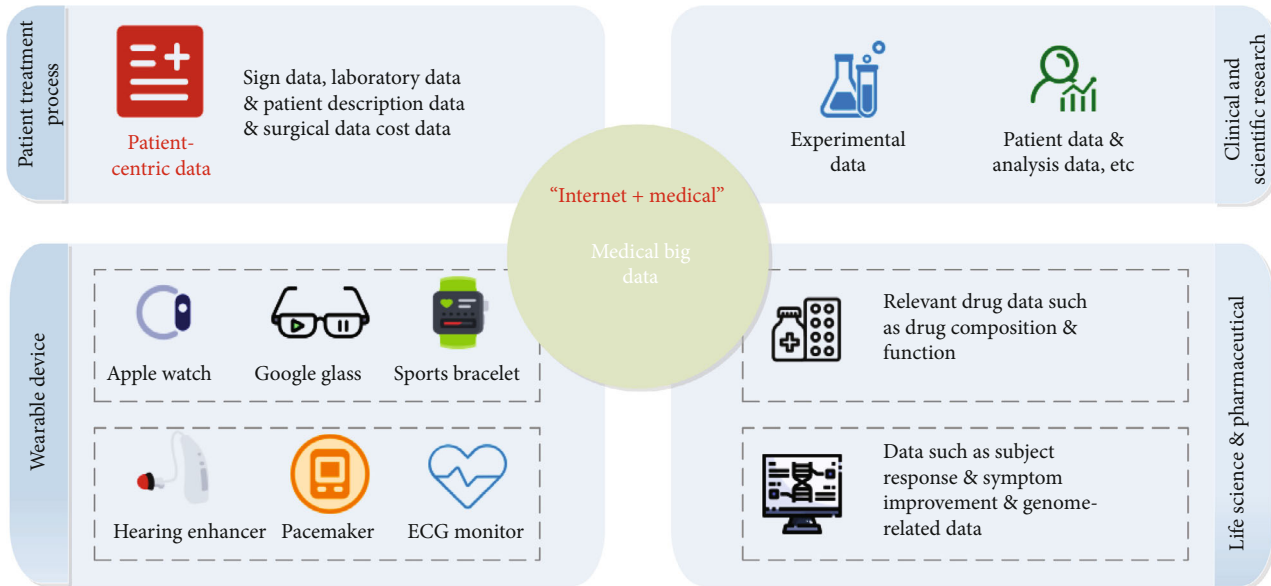 Patient treatment
process
Patient-
centric data
Sign data, laboratory data
& patient description data
& surgical data cost data
Experimental
data
Patient data &
analysis data, etc
Clinical and
scientific research
“Internet + medical”
Medical big
data
Wearable device
Apple watch
Google glass
Sports bracelet
Hearing enhancer
Pacemaker
ECG monitor
Relevant drug data such
as drug composition &
function
Data such as subject
response & symptom
improvement & genome-
related data
Life science & pharmaceutical